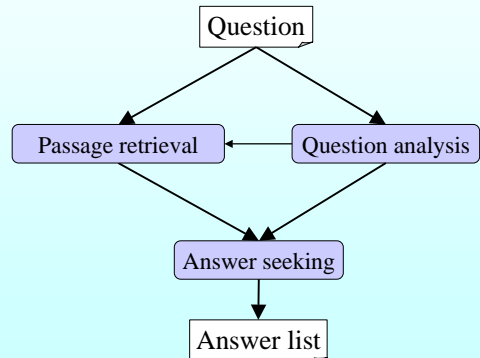 Question
Passage retrieval
Question analysis
Answer seeking
Answer list